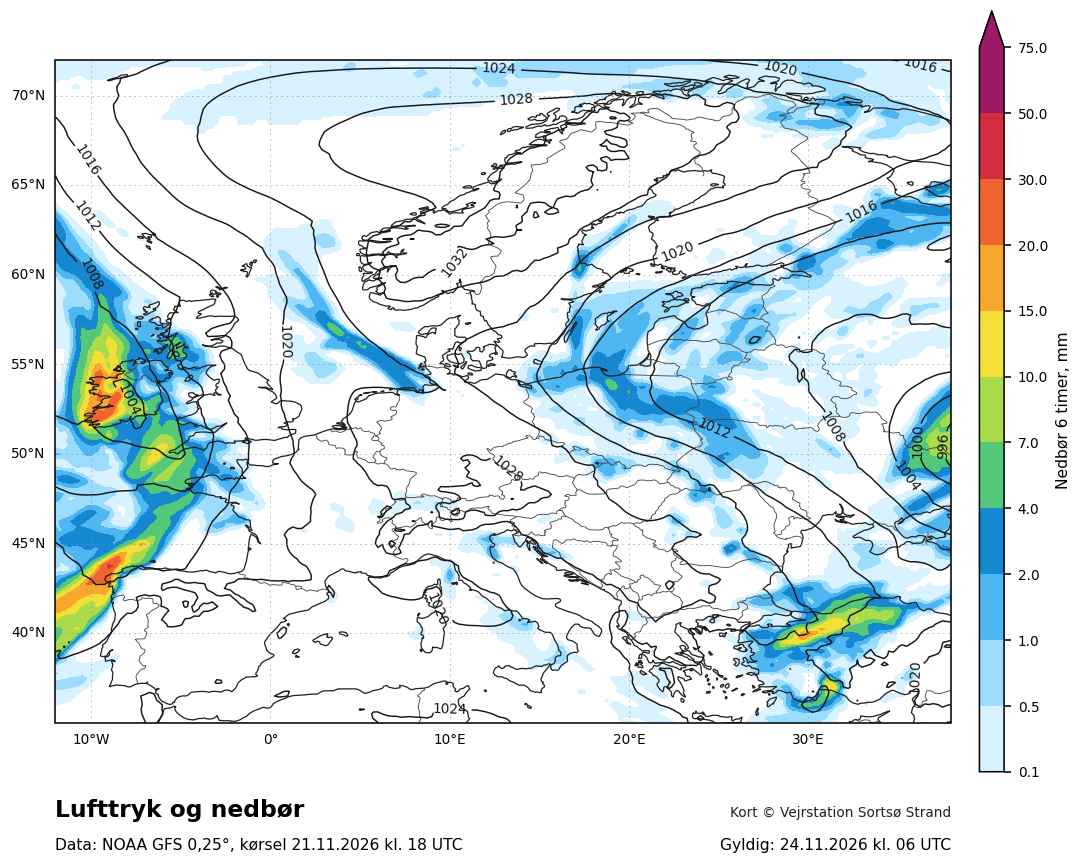 1024
1020
1016
1028
75.0
50.0
30.0
20.0
15.0
10.0
7.0
4.0
2.0
1.0
0.5
0.1
Nedbør 6 timer, mm
70°N
65°N
60°N
55°N
50°N
45°N
40°N
1016
1012
1008
1032
1020
1016
1020
1004
1028
1012
1008
1000
996
1004
1020
1020
1024
10°W
0°
10°E
20°E
30°E
Lufttryk og nedbør
Kort © Vejrstation Sortsø Strand
Data: NOAA GFS 0,25°, kørsel 21.11.2026 kl. 18 UTC
Gyldig: 24.11.2026 kl. 06 UTC